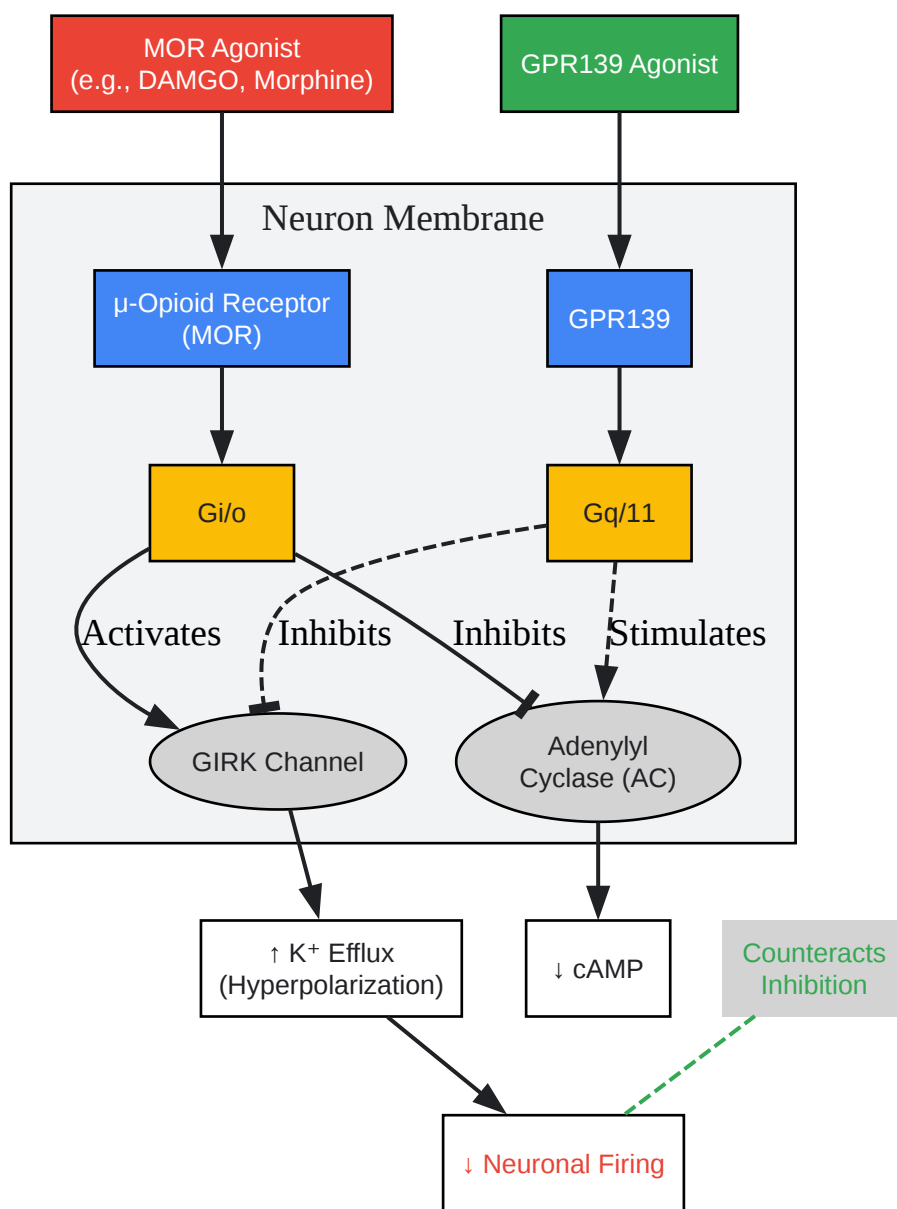 MOR Agonist
(e.g., DAMGO, Morphine)
GPR139 Agonist
Neuron Membrane
μ-Opioid Receptor
(MOR)
GPR139
Gi/o
Gq/11
Activates
Inhibits
Inhibits
Stimulates
GIRK Channel
Adenylyl
Cyclase (AC)
↑ K⁺ Efflux
(Hyperpolarization)
↓ cAMP
Counteracts
Inhibition
↓ Neuronal Firing